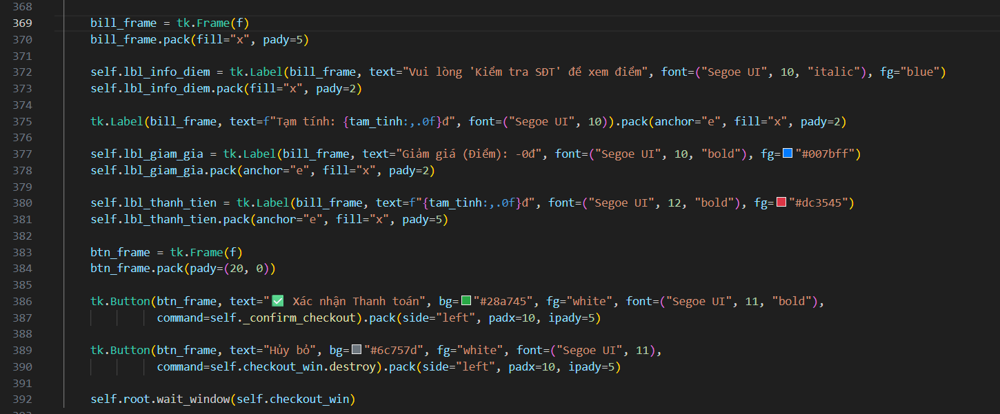 368
369 bill_frame = tk.Frame(f)
370 bill_frame.pack(fill="x", pady=5)
371
372 self.lbl_info_diem = tk.Label(bill_frame, text="Vui lòng 'Kiểm tra SĐT' để xem điểm", font=("Segoe UI", 10, "italic"), fg="blue")
373 self.lbl_info_diem.pack(fill="x", pady=2)
374
375 tk.Label(bill_frame, text=f"Tạm tính: {tam_tinh:,.0f}đ", font=("Segoe UI", 10)).pack(anchor="e", fill="x", pady=2)
376
377 self.lbl_giam_gia = tk.Label(bill_frame, text="Giảm giá (Điểm): -0đ", font=("Segoe UI", 10, "bold"), fg="#007bff")
378 self.lbl_giam_gia.pack(anchor="e", fill="x", pady=2)
379
380 self.lbl_thanh_tien = tk.Label(bill_frame, text=f"{tam_tinh:,.0f}đ", font=("Segoe UI", 12, "bold"), fg="#dc3545")
381 self.lbl_thanh_tien.pack(anchor="e", fill="x", pady=5)
382
383 btn_frame = tk.Frame(f)
384 btn_frame.pack(pady=(20, 0))
385
386 tk.Button(btn_frame, text="✅ Xác nhận Thanh toán", bg="#28a745", fg="white", font=("Segoe UI", 11, "bold"),
387 command=self._confirm_checkout).pack(side="left", padx=10, ipady=5)
388
389 tk.Button(btn_frame, text="Hủy bỏ", bg="#6c757d", fg="white", font=("Segoe UI", 11),
390 command=self.checkout_win.destroy).pack(side="left", padx=10, ipady=5)
391
392 self.root.wait_window(self.checkout_win)